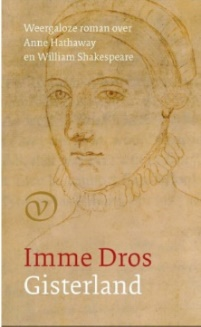 Weergaloze roman over
Anne Hathaway
en William Shakespeare
V
Imme Dros
Gisterland